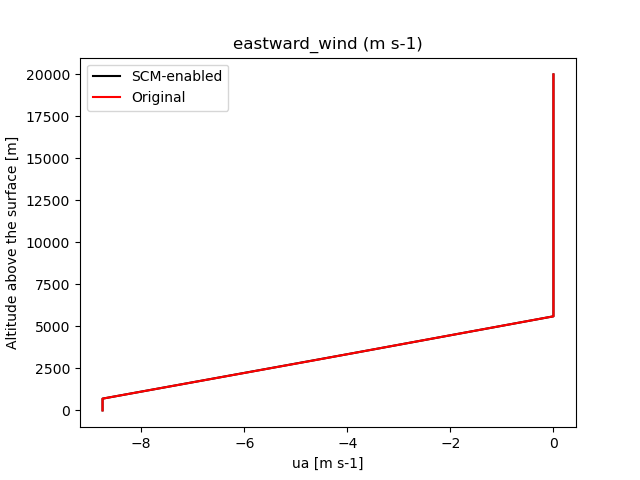 eastward_wind (m s-1)
SCM-enabled
Original
20000
17500
15000
12500
10000
7500
5000
2500
0
Altitude above the surface [m]
−8
−6
−4
−2
0
ua [m s-1]